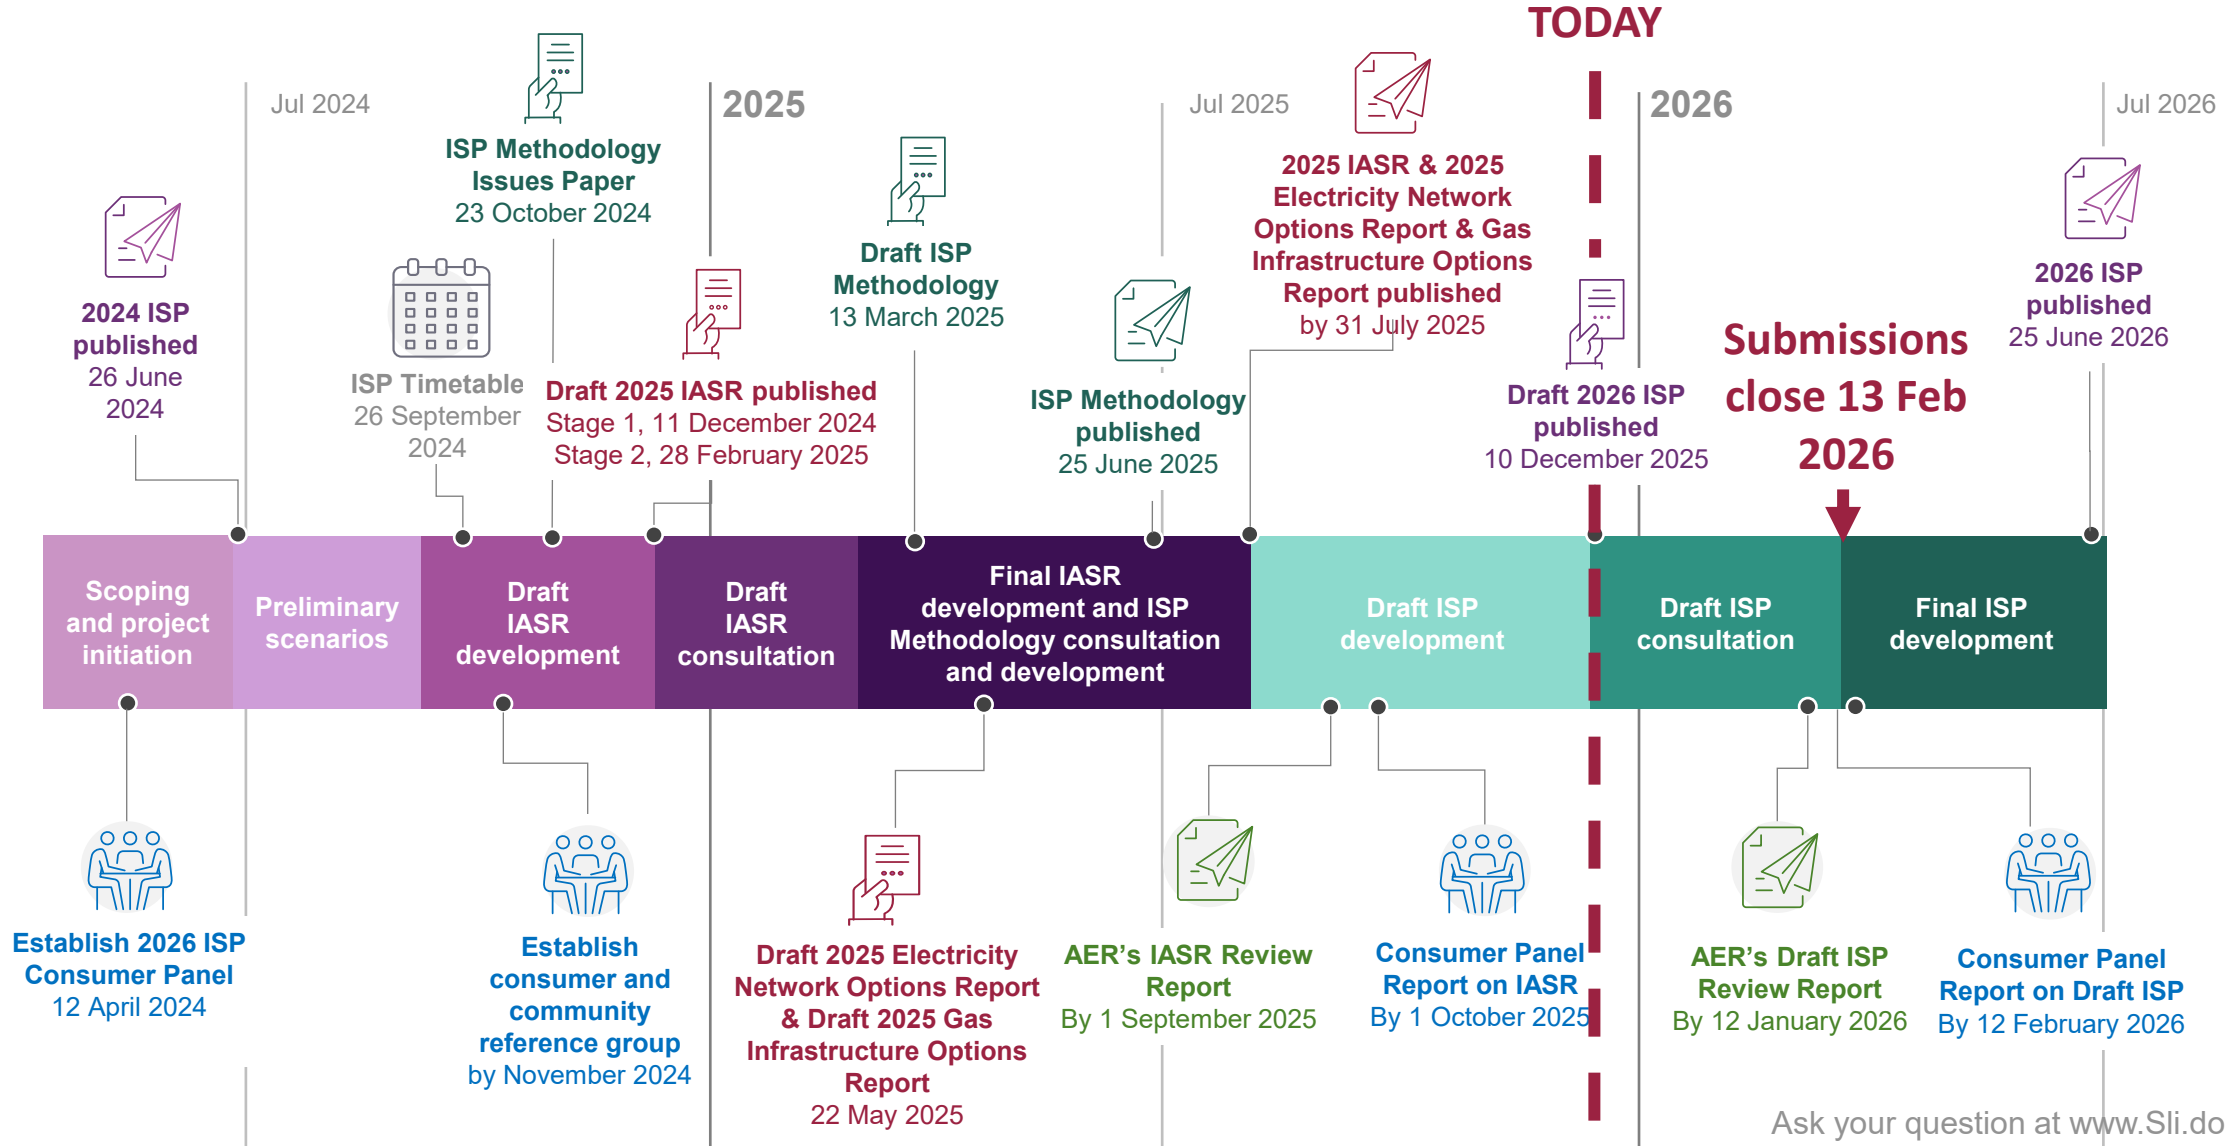 TODAY
Jul 2024
2025
Jul 2025
2026
Jul 2026
2024 ISP
published
26 June
2024
ISP Timetable
26 September
2024
ISP Methodology
Issues Paper
23 October 2024
Draft 2025 IASR published
Stage 1, 11 December 2024
Stage 2, 28 February 2025
Draft ISP
Methodology
13 March 2025
ISP Methodology
published
25 June 2025
2025 IASR & 2025
Electricity Network
Options Report & Gas
Infrastructure Options
Report published
by 31 July 2025
Draft 2026 ISP
published
10 December 2025
Submissions
close 13 Feb
2026
2026 ISP
published
25 June 2026
Scoping
and project
initiation
Preliminary
scenarios
Draft
IASR
development
Draft
IASR
consultation
Final IASR
development and ISP
Methodology consultation
and development
Draft ISP
development
Draft ISP
consultation
Final ISP
development
Establish 2026 ISP
Consumer Panel
12 April 2024
Establish
consumer and
community
reference group
by November 2024
Draft 2025 Electricity
Network Options Report
& Draft 2025 Gas
Infrastructure Options
Report
22 May 2025
AER’s IASR Review
Report
By 1 September 2025
Consumer Panel
Report on IASR
By 1 October 2025
AER’s Draft ISP
Review Report
By 12 January 2026
Consumer Panel
Report on Draft ISP
By 12 February 2026
Ask your question at www.Sli.do